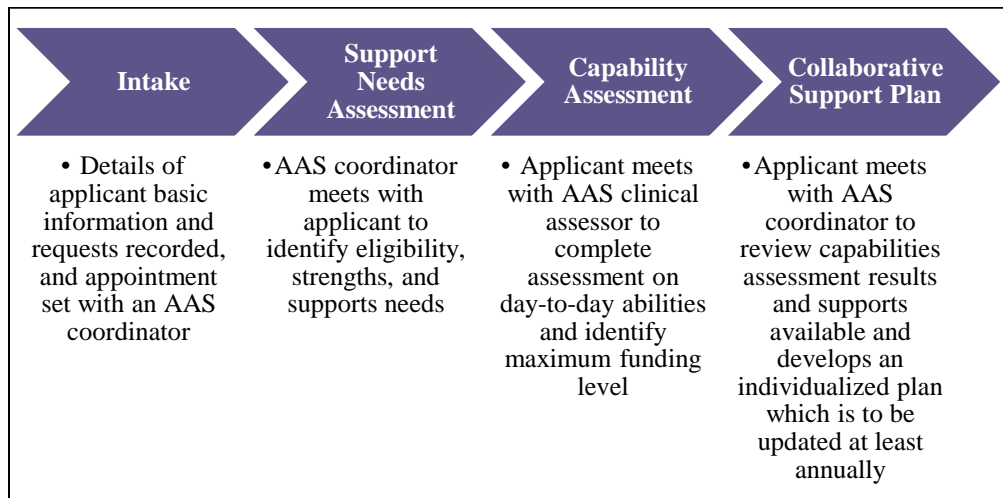 Intake
Support
Needs
Assessment
Capability
Assessment
Collaborative
Support Plan
• Details of
applicant basic
information and
requests recorded,
and appointment
set with an AAS
coordinator
•AAS coordinator
meets with
applicant to
identify eligibility,
strengths, and
supports needs
• Applicant meets
with AAS clinical
assessor to
complete
assessment on
day-to-day abilities
and identify
maximum funding
level
•Applicant meets
with AAS
coordinator to
review capabilities
assessment results
and supports
available and
develops an
individualized plan
which is to be
updated at least
annually